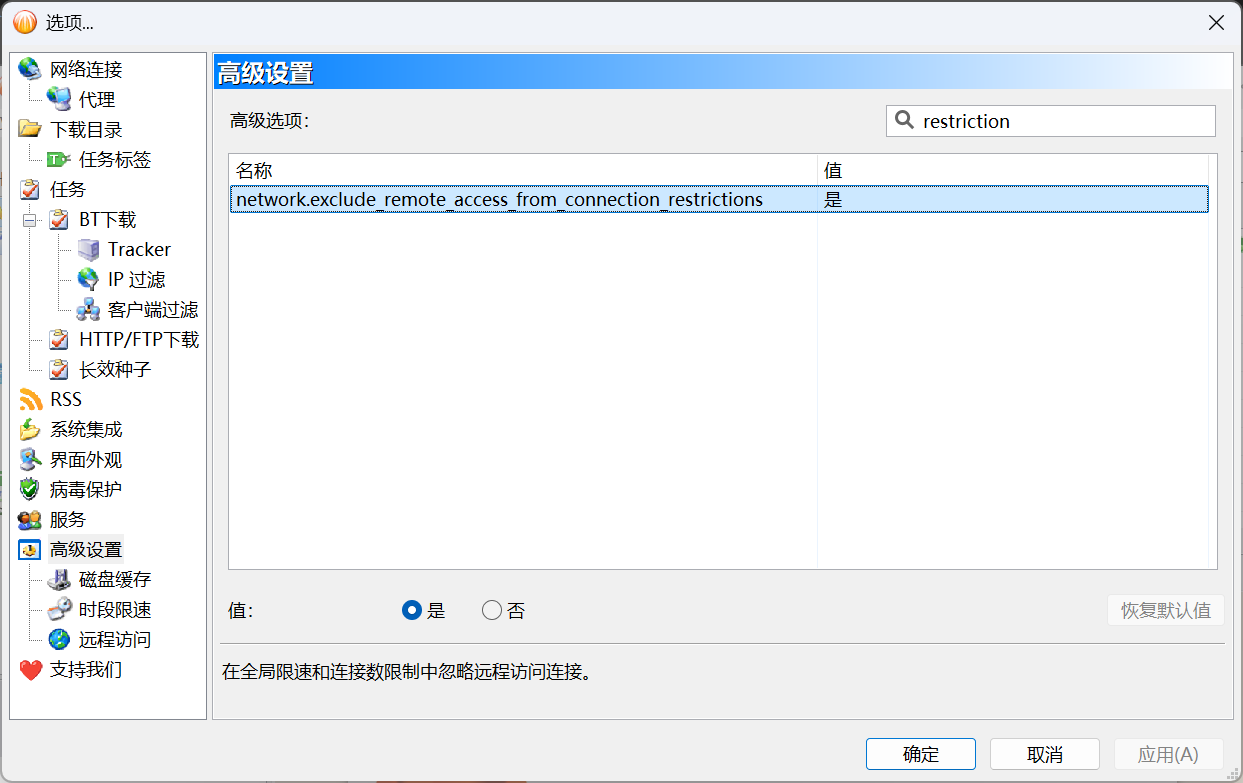 选项...
网络连接
代理
下载目录
任务标签
任务
BT下载
Tracker
IP 过滤
客户端过滤
HTTP/FTP下载
长效种子
RSS
系统集成
界面外观
病毒保护
服务
高级设置
磁盘缓存
时段限速
远程访问
支持我们
高级设置
高级选项:
restriction
名称 值
network.exclude_remote_access_from_connection_restrictions 是
值: 是 否 恢复默认值
在全局限速和连接数限制中忽略远程访问连接。
确定 取消 应用(A)